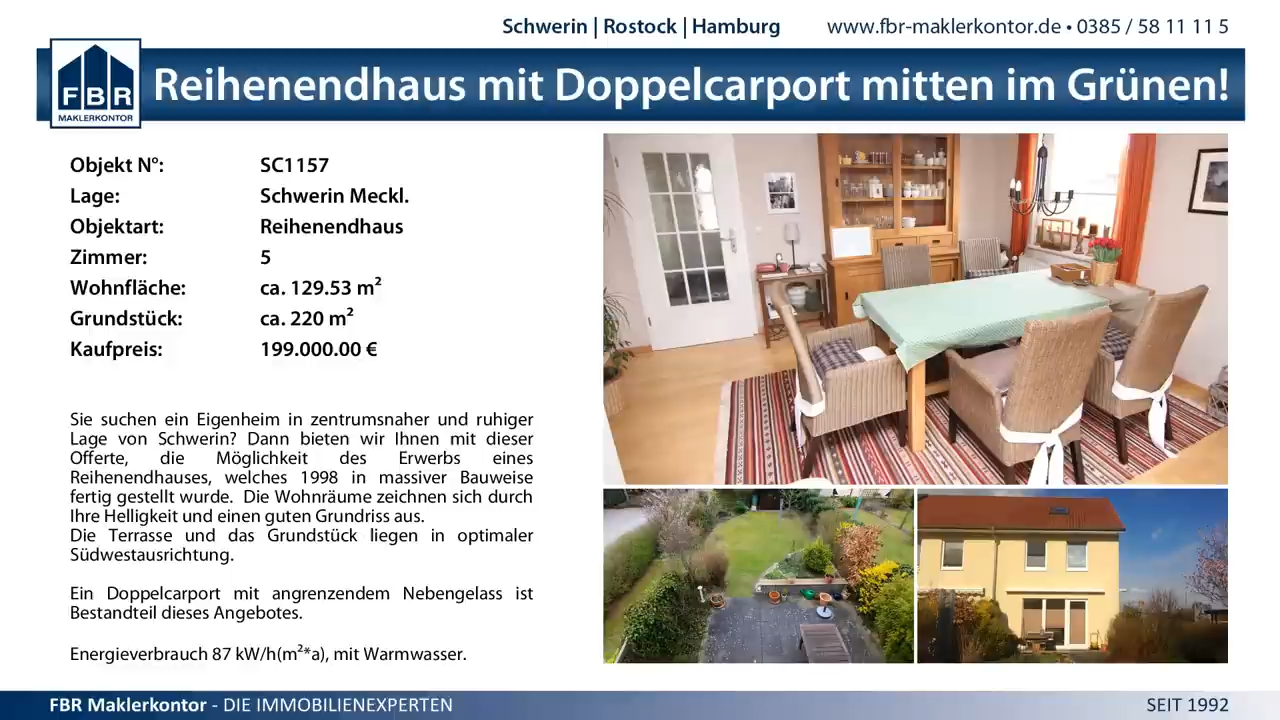 Schwerin | Rostock | Hamburg www.fbr-maklerkontor.de • 0385 / 58 11 11 5
FBR
MAKLERKONTOR
Reihenendhaus mit Doppelcarport mitten im Grünen!
Objekt N°: SC1157
Lage: Schwerin Meckl.
Objektart: Reihenendhaus
Zimmer: 5
Wohnfläche: ca. 129.53 m²
Grundstück: ca. 220 m²
Kaufpreis: 199.000.00 €
Sie suchen ein Eigenheim in zentrumsnaher und ruhiger
Lage von Schwerin? Dann bieten wir Ihnen mit dieser
Offerte, die Möglichkeit des Erwerbs eines
Reihenendhauses, welches 1998 in massiver Bauweise
fertig gestellt wurde. Die Wohnräume zeichnen sich durch
Ihre Helligkeit und einen guten Grundriss aus.
Die Terrasse und das Grundstück liegen in optimaler
Südwestausrichtung.
Ein Doppelcarport mit angrenzendem Nebengelass ist
Bestandteil dieses Angebotes.
Energieverbrauch 87 kW/h(m²*a), mit Warmwasser.
FBR Maklerkontor - DIE IMMOBILIENEXPERTEN SEIT 1992